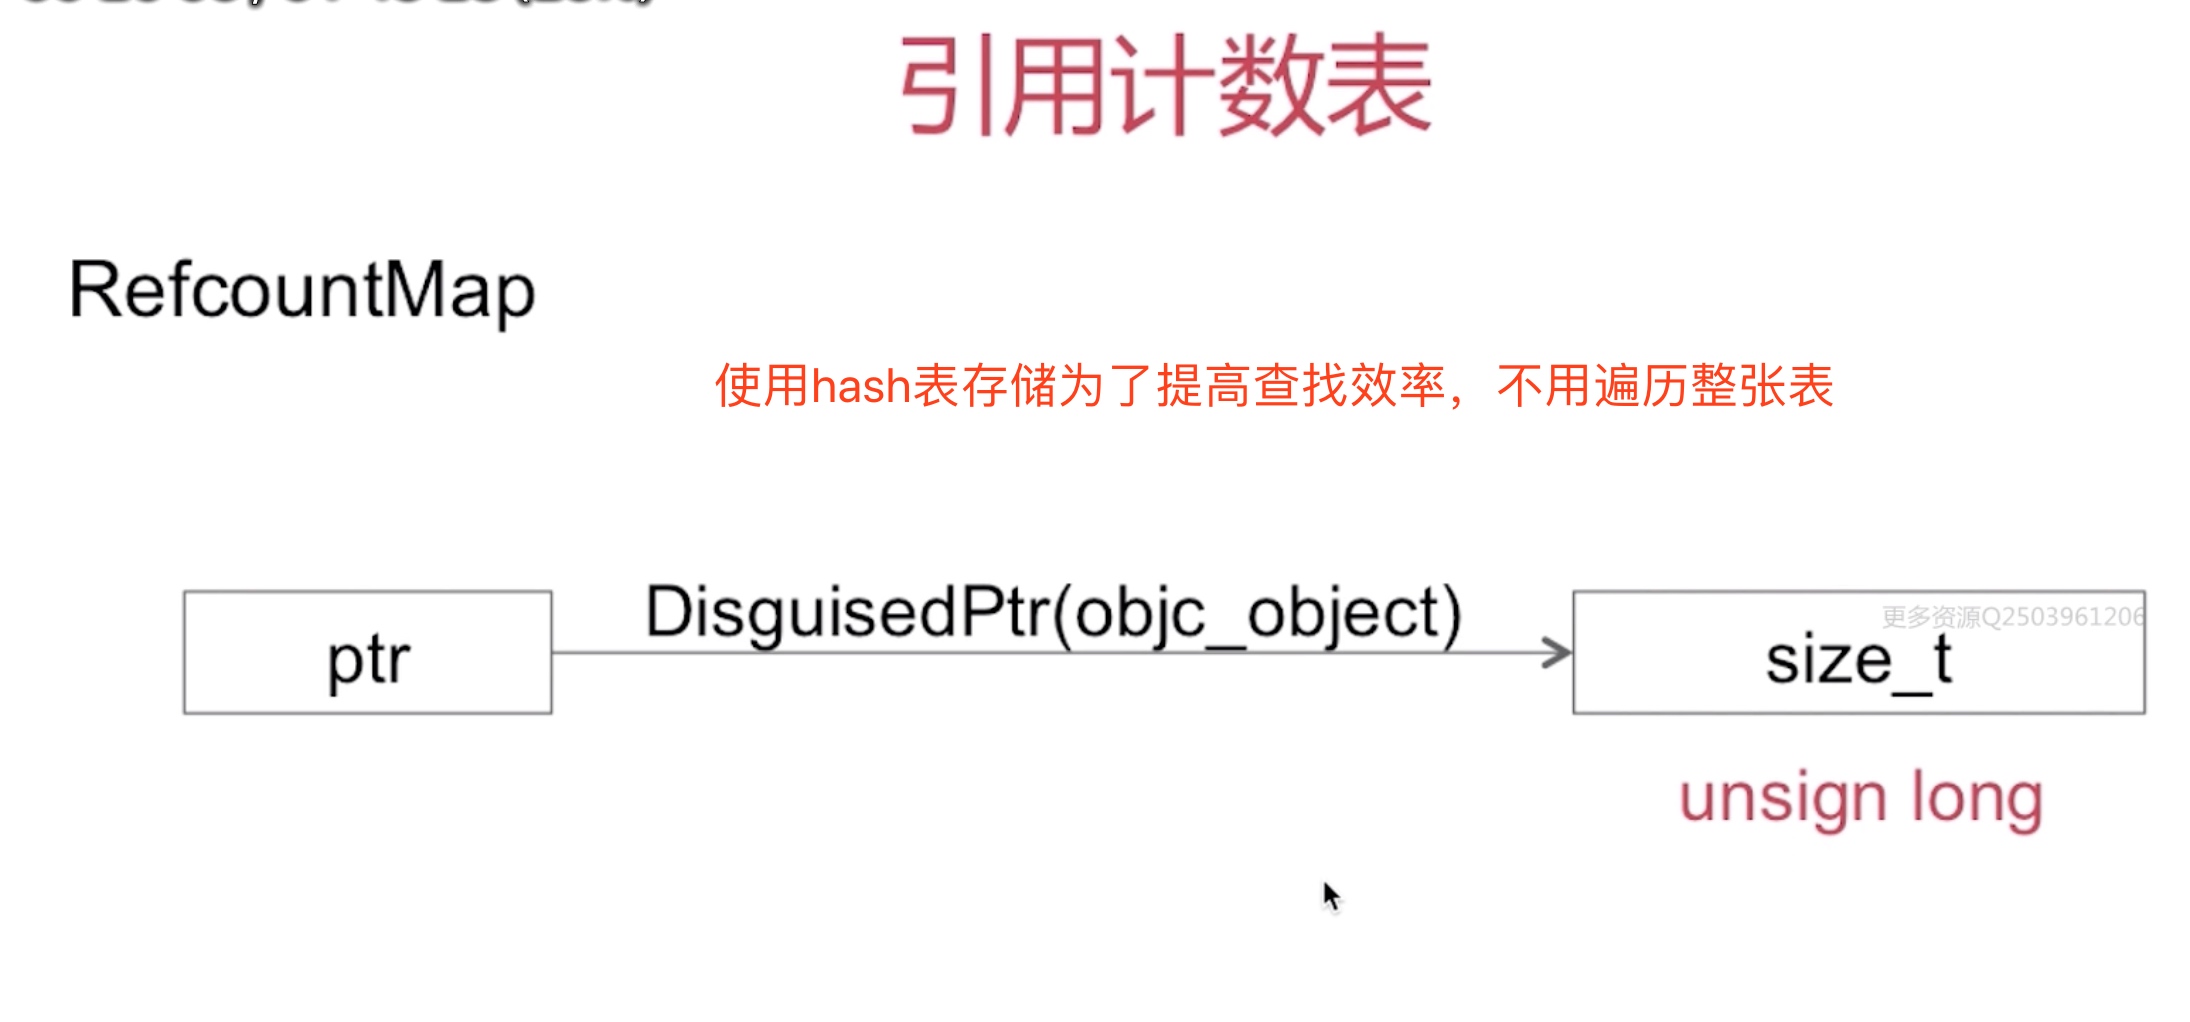 引用计数表
RefcountMap
使用hash表存储为了提高查找效率，不用遍历整张表
DisguisedPtr(objc_object)
ptr
更多资源Q2503961206
size_t
unsign long